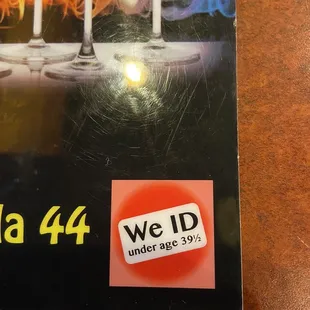 la 44
We ID
under age 39½